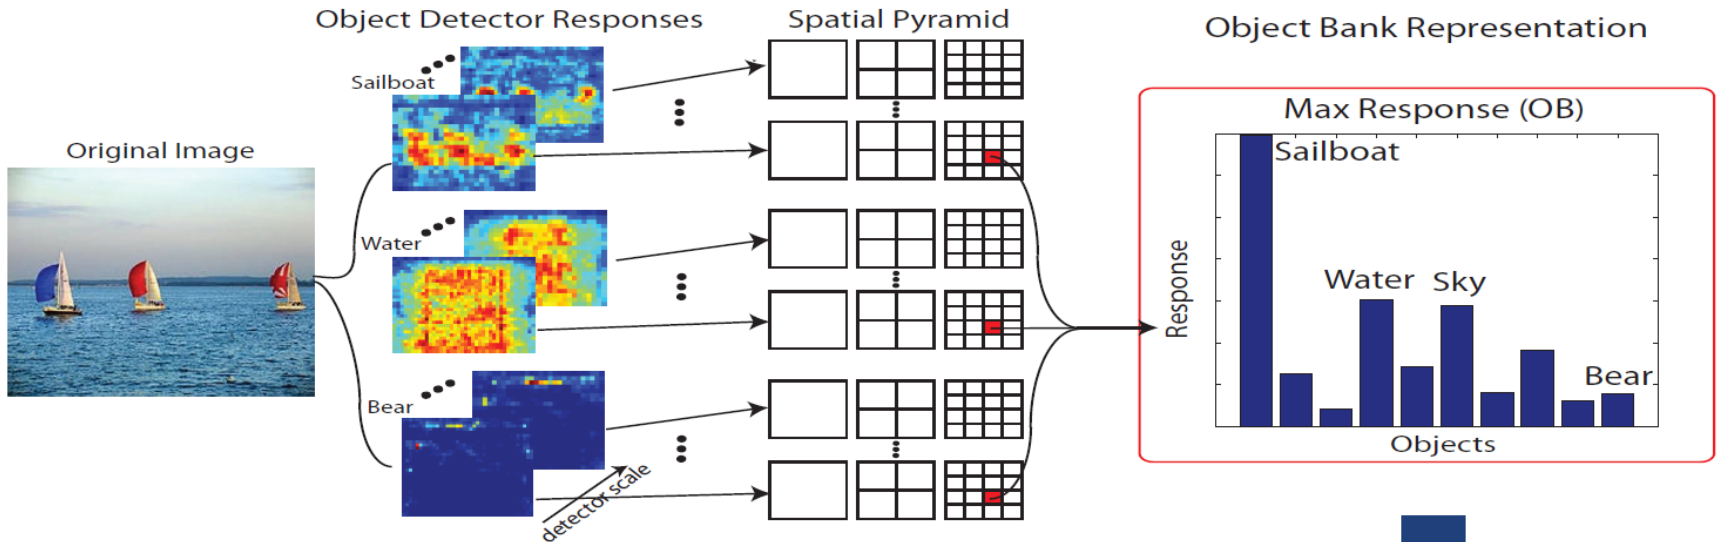 Object Detector Responses
Spatial Pyramid
Object Bank Representation
Sailboat
Max Response (OB)
Original Image
Sailboat
Water
Water
Sky
Response
Bear
Bear
Objects
detector scale